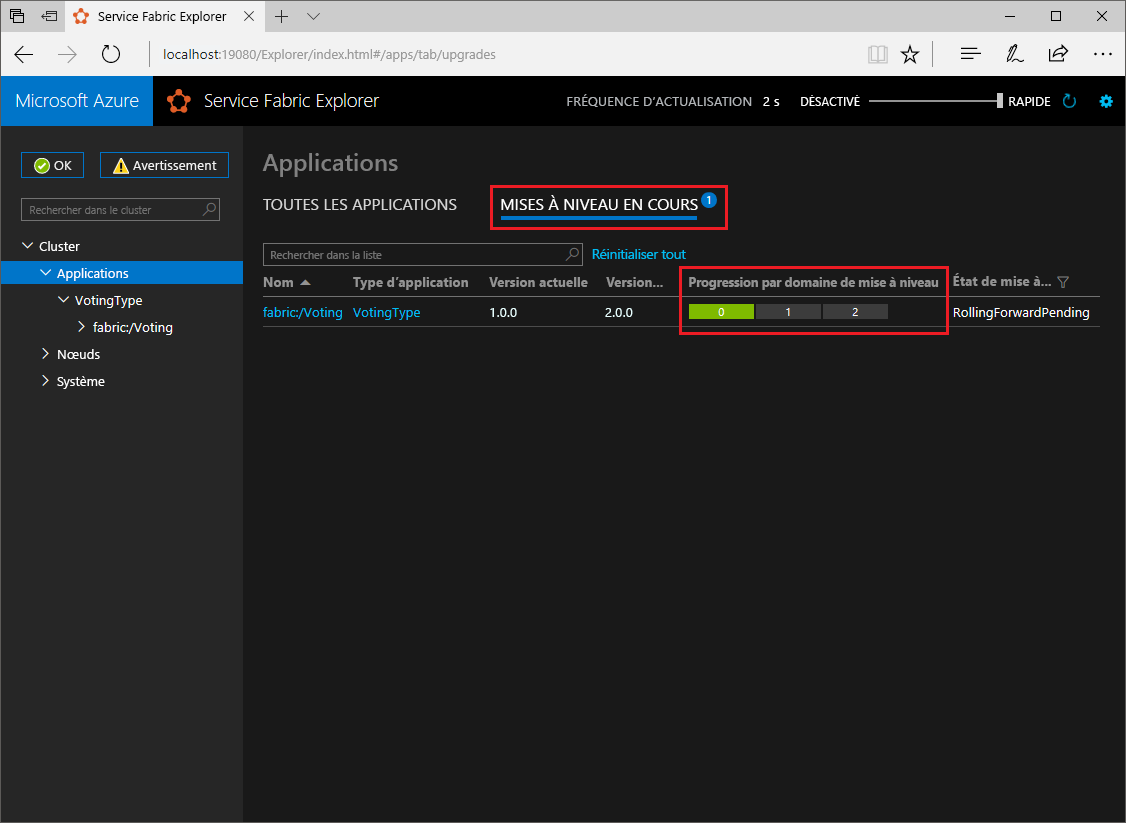 Service Fabric Explorer
localhost:19080/Explorer/index.html#/apps/tab/upgrades
Microsoft Azure
Service Fabric Explorer
FRÉQUENCE D'ACTUALISATION 2 s DÉSACTIVÉ RAPIDE
OK
Avertissement
Rechercher dans le cluster
Cluster
Applications
VotingType
fabric:/Voting
Nœuds
Système
Applications
TOUTES LES APPLICATIONS
MISES À NIVEAU EN COURS 1
Rechercher dans la liste
Réinitialiser tout
Nom Type d'application Version actuelle Version... Progression par domaine de mise à niveau État de mise à...
fabric:/Voting VotingType 1.0.0 2.0.0 0 1 2 RollingForwardPending